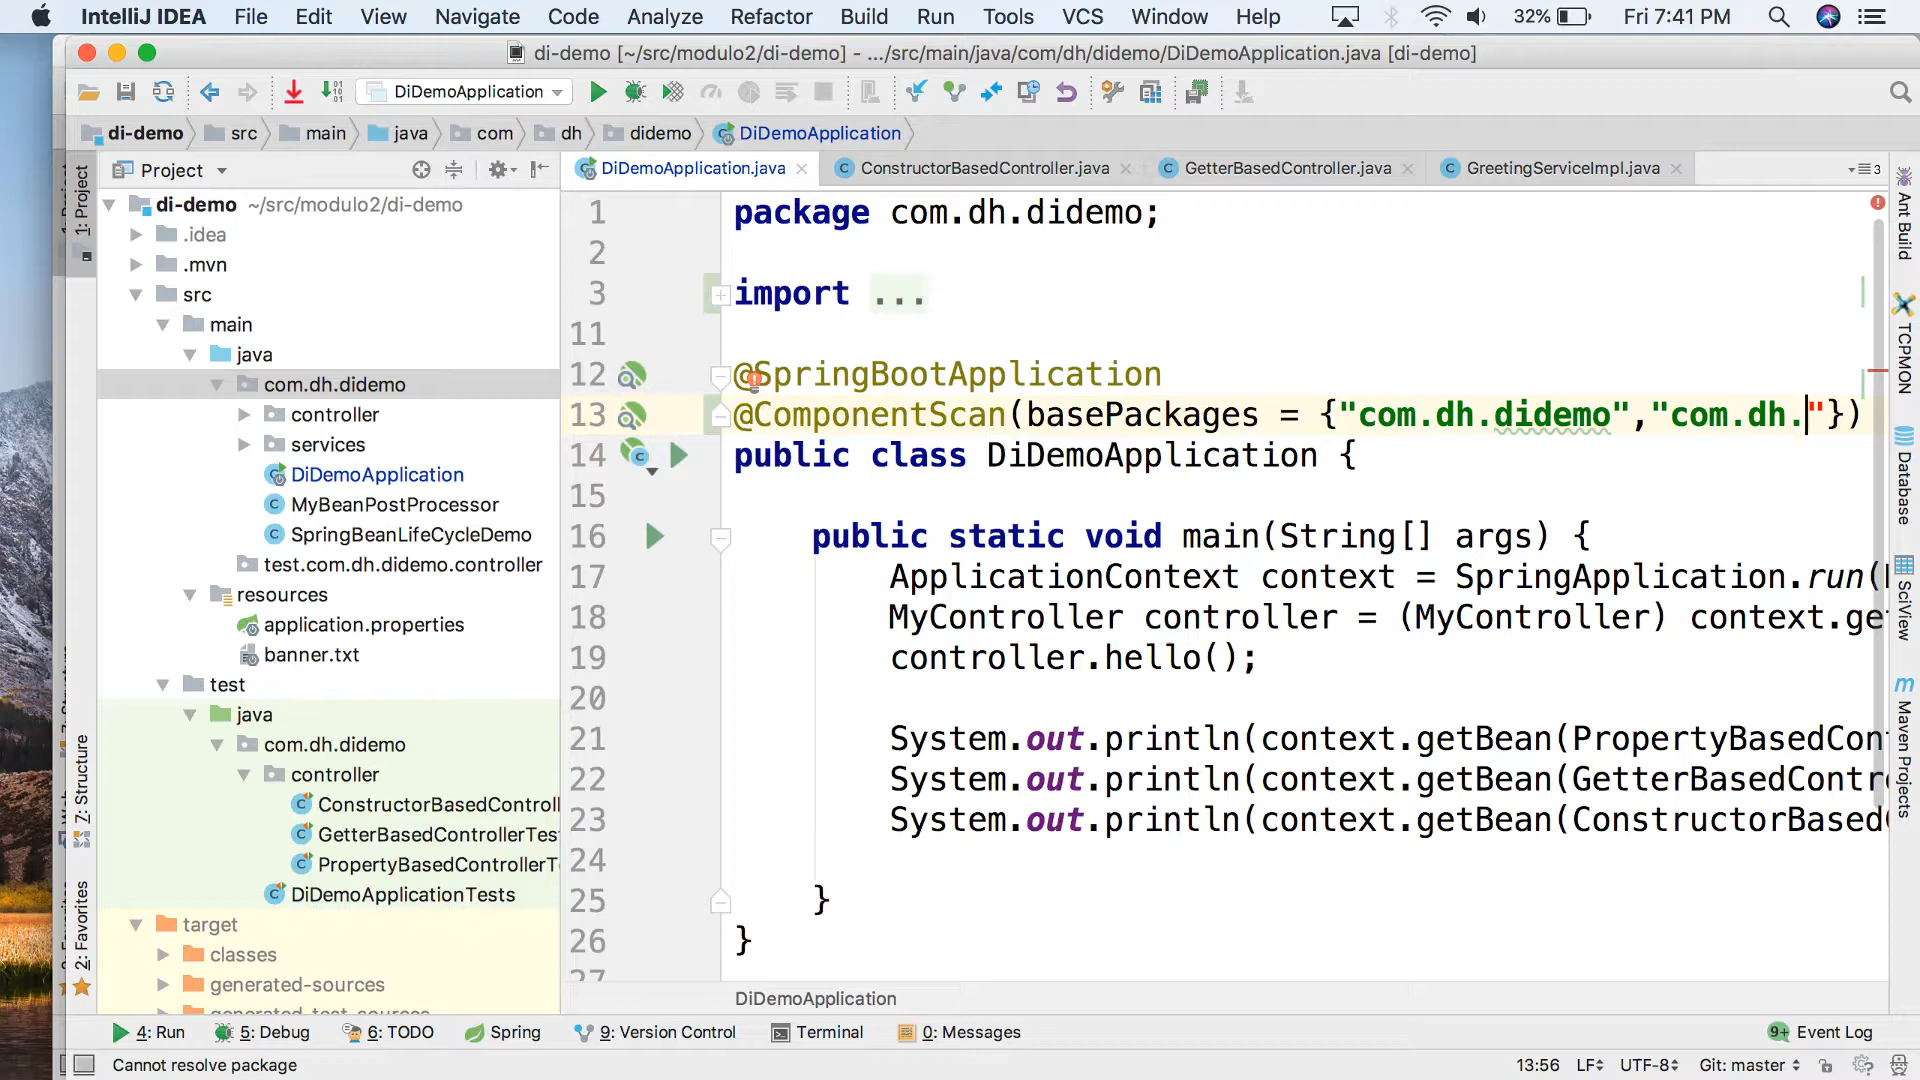 IntelliJ IDEA File Edit View Navigate Code Analyze Refactor Build Run Tools VCS Window Help 32% Fri 7:41 PM
di-demo [~/src/modulo2/di-demo] - .../src/main/java/com/dh/didemo/DiDemoApplication.java [di-demo]
DiDemoApplication
di-demo src main java com dh didemo DiDemoApplication
Project
DiDemoApplication.java ConstructorBasedController.java GetterBasedController.java GreetingServiceImpl.java 3
di-demo ~/src/modulo2/di-demo
.idea
.mvn
src
main
java
com.dh.didemo
controller
services
DiDemoApplication
MyBeanPostProcessor
SpringBeanLifeCycleDemo
test.com.dh.didemo.controller
resources
application.properties
banner.txt
test
java
com.dh.didemo
controller
ConstructorBasedControll
GetterBasedControllerTes
PropertyBasedControllerT
DiDemoApplicationTests
target
classes
generated-sources
generated-test-sources
1 package com.dh.didemo;
2
3 import ...
11
12 @SpringBootApplication
13 @ComponentScan(basePackages = {"com.dh.didemo","com.dh."})
14 public class DiDemoApplication {
15
16 public static void main(String[] args) {
17 ApplicationContext context = SpringApplication.run(
18 MyController controller = (MyController) context.ge
19 controller.hello();
20
21 System.out.println(context.getBean(PropertyBasedCon
22 System.out.println(context.getBean(GetterBasedContr
23 System.out.println(context.getBean(ConstructorBased
24
25 }
26 }
27
DiDemoApplication
1: Project
7: Structure
2: Favorites
Ant Build
TCPMON
Database
SciView
Maven Projects
4: Run 5: Debug 6: TODO Spring 9: Version Control Terminal 0: Messages 9+ Event Log
Cannot resolve package 13:56 LF UTF-8 Git: master